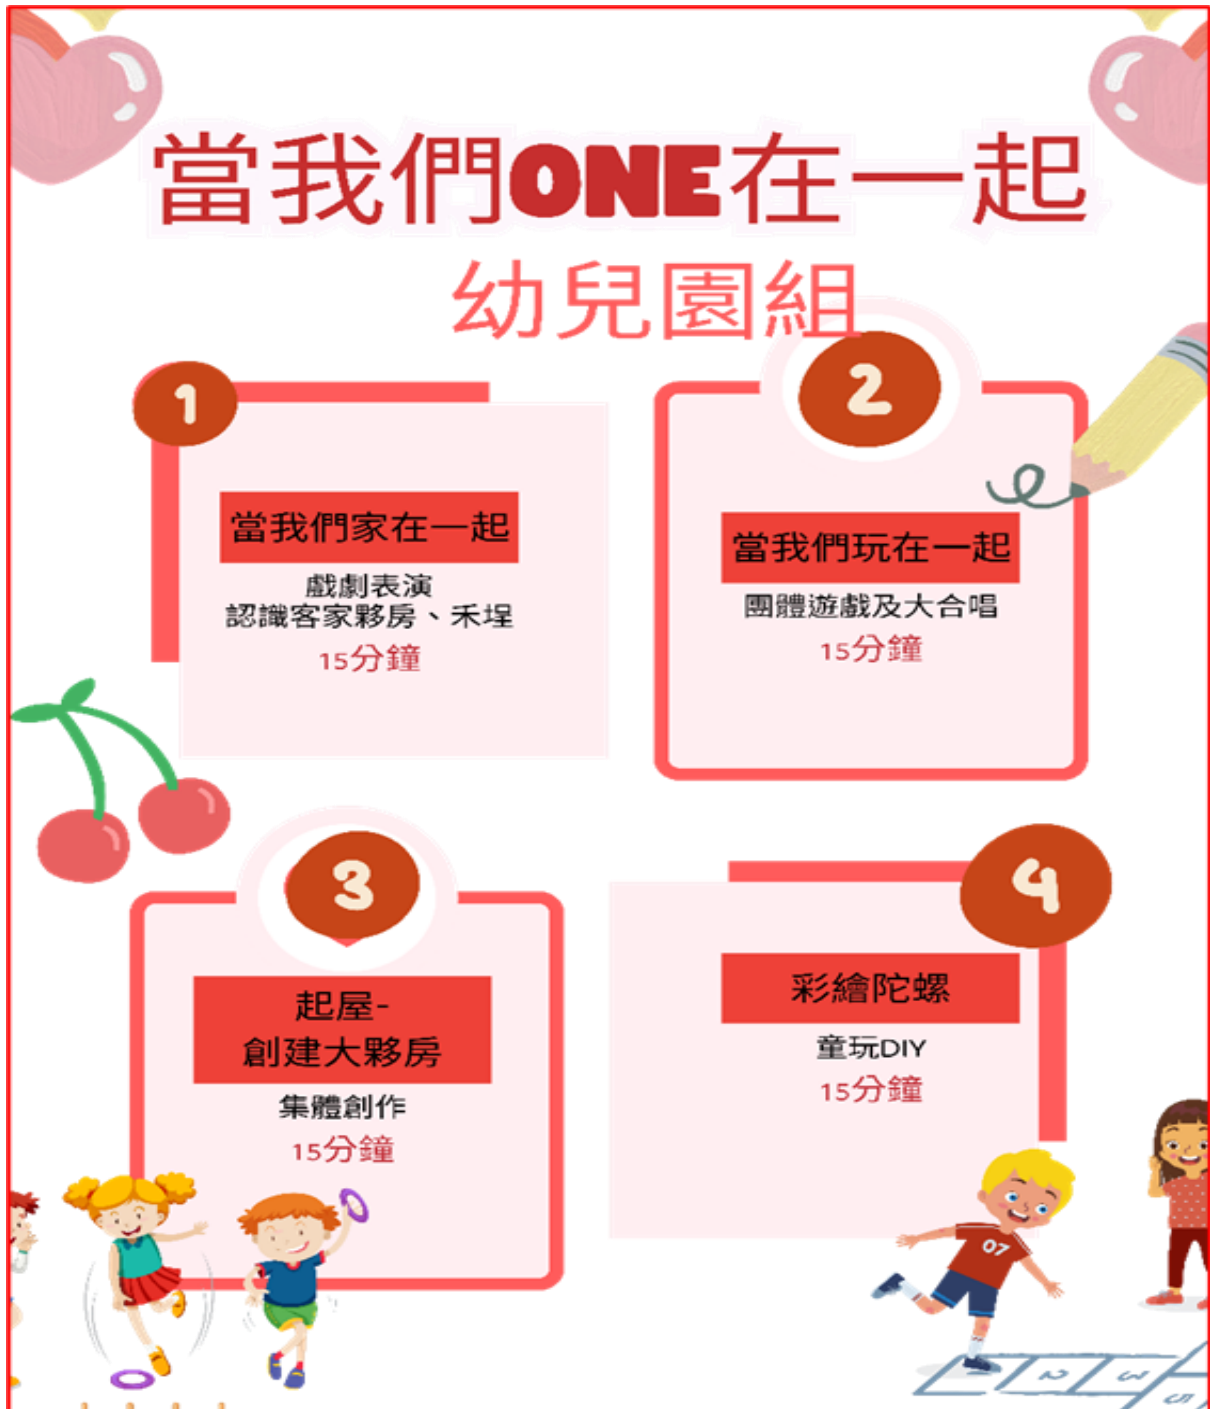 當我們ONE在一起
幼兒園組
1
當我們家在一起
戲劇表演
認識客家夥房、禾埕
15分鐘
2
當我們玩在一起
團體遊戲及大合唱
15分鐘
3
起屋-
創建大夥房
集體創作
15分鐘
4
彩繪陀螺
童玩DIY
15分鐘
07
2
3
5